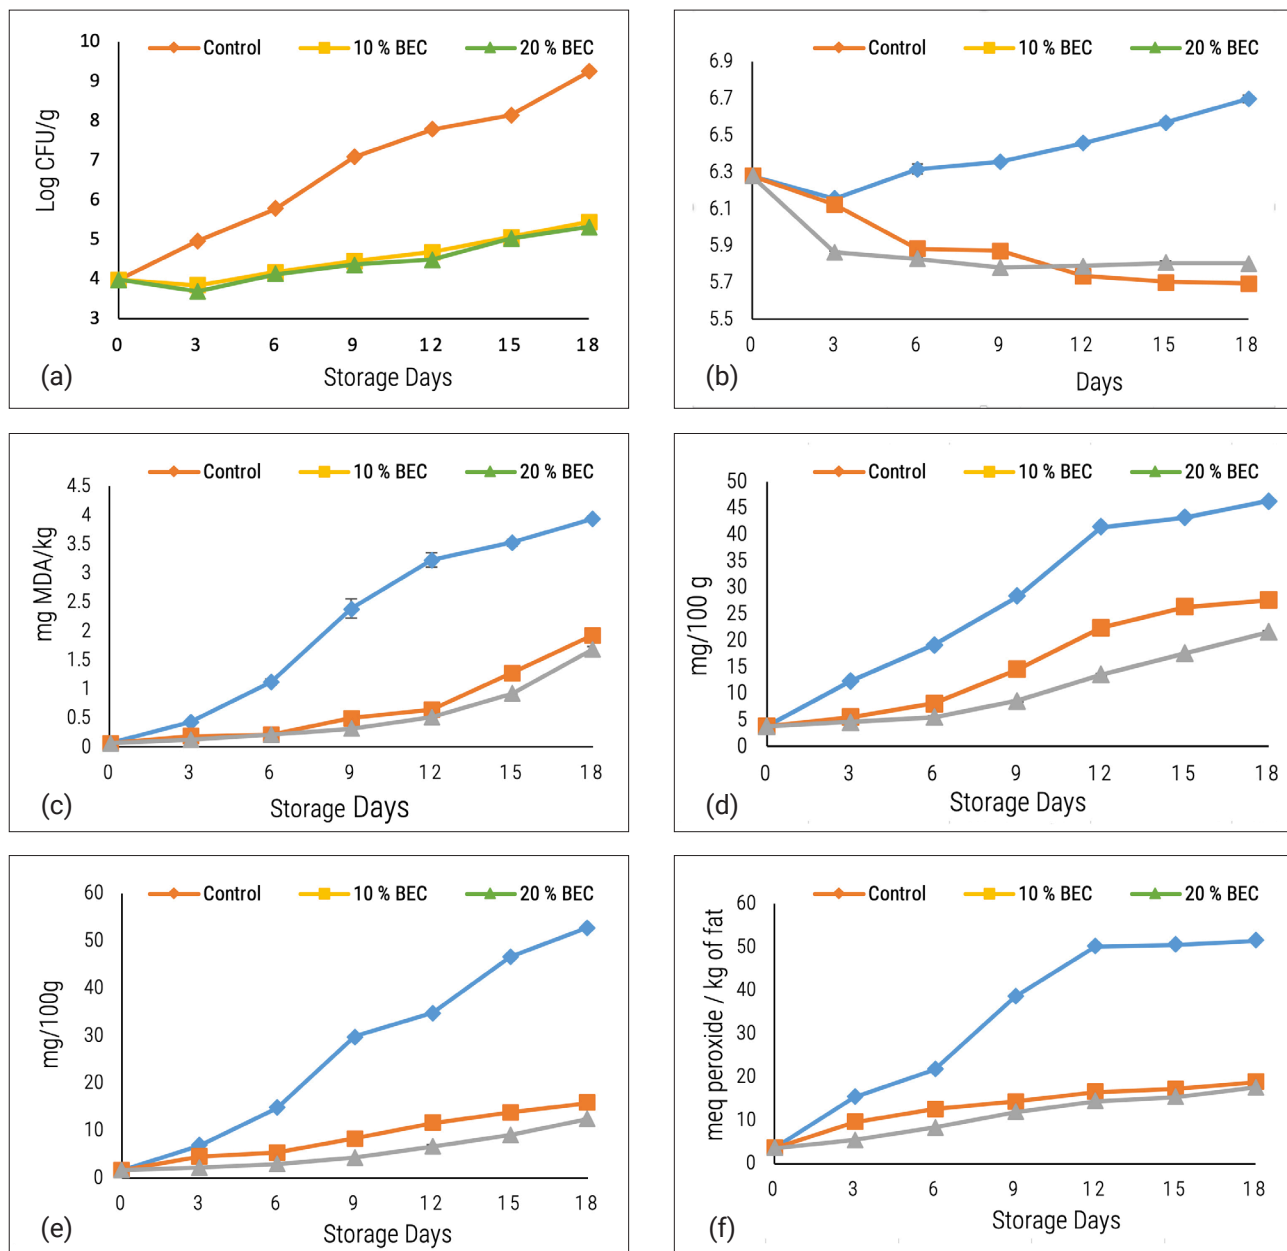 Control 10 % BEC 20 % BEC
10
9
8
7
6
5
4
3
Log CFU/g
0 3 6 9 12 15 18
Storage Days
(a)
Control 10 % BEC 20 % BEC
6.9
6.7
6.5
6.3
6.1
5.9
5.7
5.5
0 3 6 9 12 15 18
Days
(b)
Control 10 % BEC 20 % BEC
4.5
4
3.5
3
2.5
2
1.5
1
0.5
0
mg MDA/kg
0 3 6 9 12 15 18
Storage Days
(c)
Control 10 % BEC 20 % BEC
50
45
40
35
30
25
20
15
10
5
0
mg/100 g
0 3 6 9 12 15 18
Storage Days
(d)
Control 10 % BEC 20 % BEC
60
50
40
30
20
10
0
mg/100g
0 3 6 9 12 15 18
Storage Days
(e)
Control 10 % BEC 20 % BEC
60
50
40
30
20
10
0
meq peroxide / kg of fat
0 3 6 9 12 15 18
Storage Days
(f)